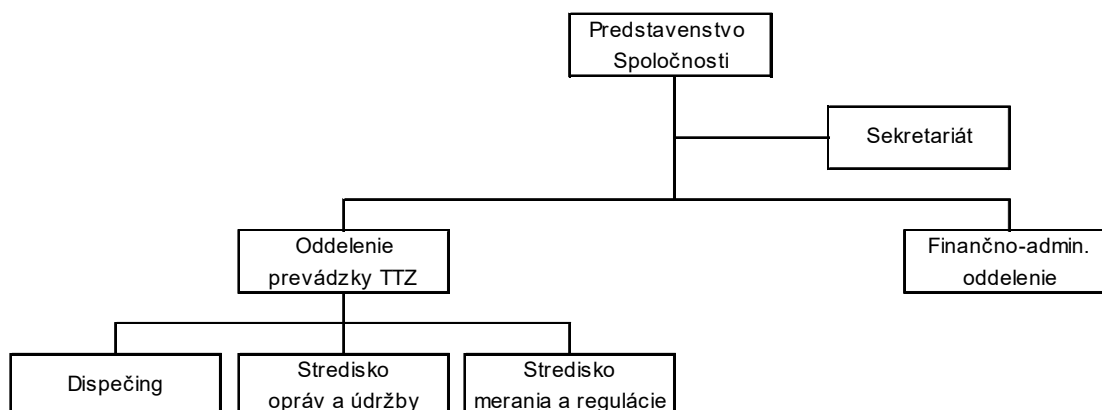 Predstavenstvo
Spoločnosti
Sekretariát
Oddelenie
prevádzky TTZ
Finančno-admin.
oddelenie
Dispečing
Stredisko
opráv a údržby
Stredisko
merania a regulácie